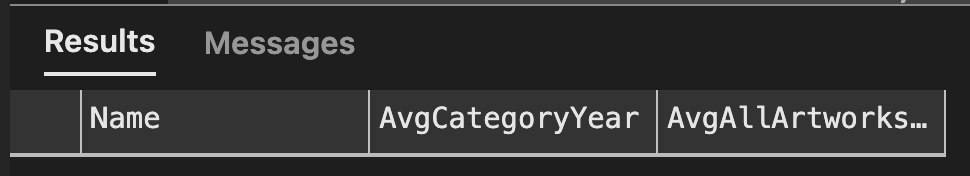 Results Messages
Name AvgCategoryYear AvgAllArtworks…